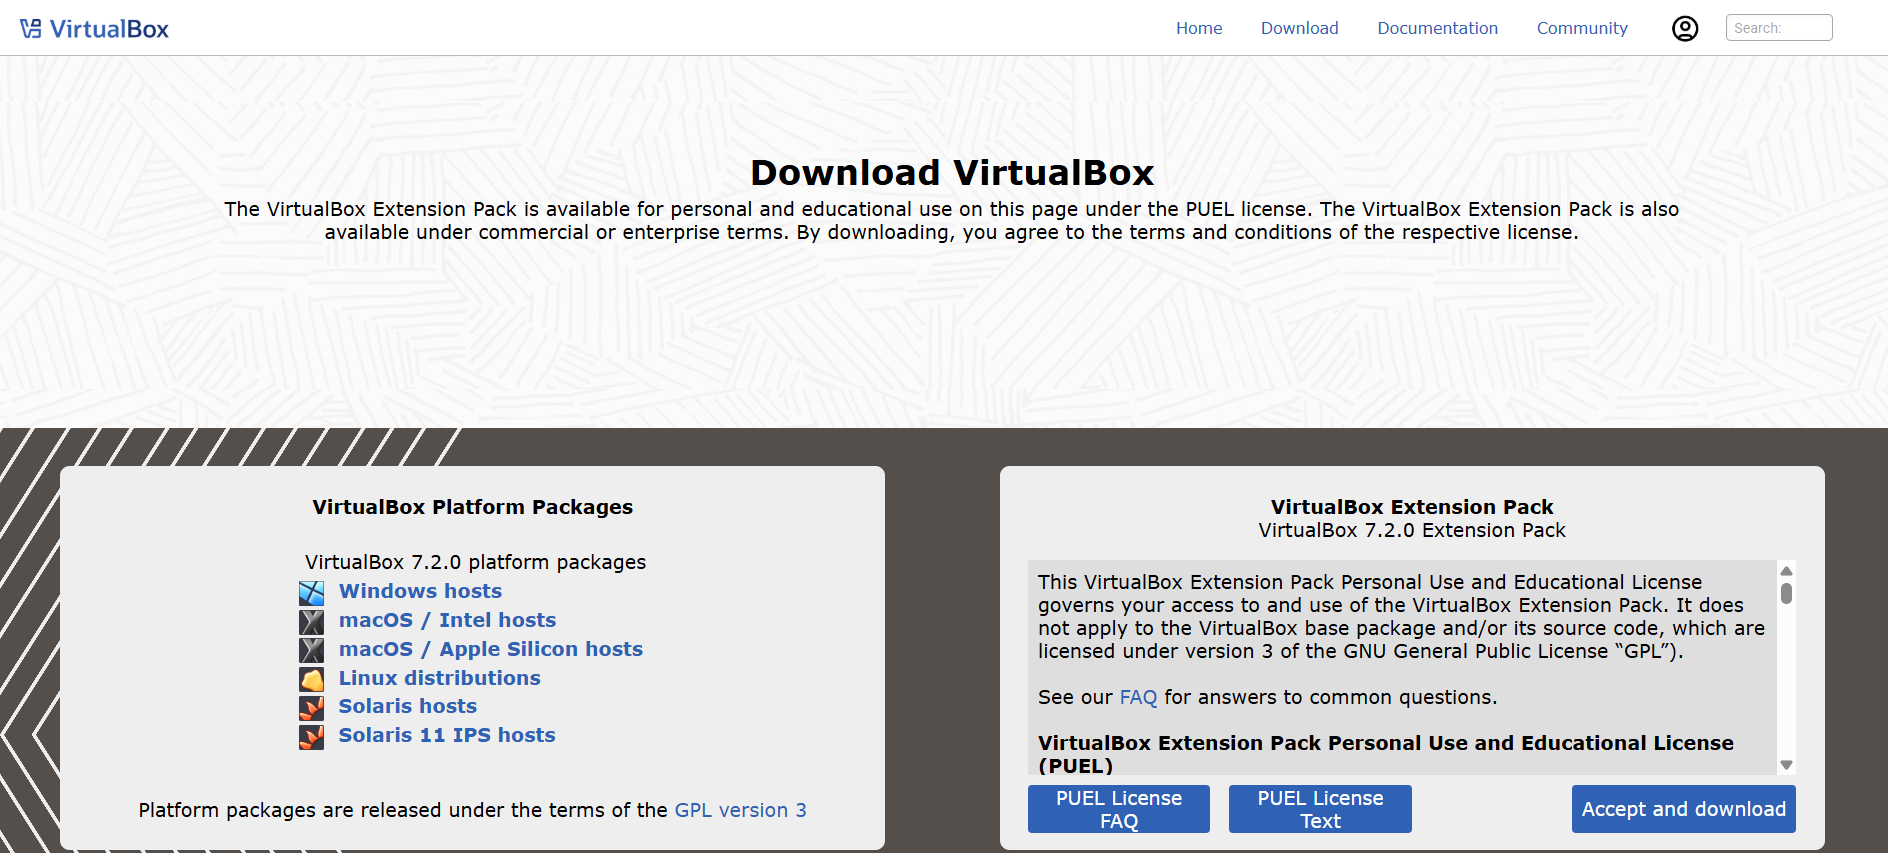 VirtualBox
Home
Download
Documentation
Community
Search:
Download VirtualBox
The VirtualBox Extension Pack is available for personal and educational use on this page under the PUEL license. The VirtualBox Extension Pack is also
available under commercial or enterprise terms. By downloading, you agree to the terms and conditions of the respective license.
VirtualBox Platform Packages
VirtualBox 7.2.0 platform packages
Windows hosts
macOS / Intel hosts
macOS / Apple Silicon hosts
Linux distributions
Solaris hosts
Solaris 11 IPS hosts
Platform packages are released under the terms of the GPL version 3
VirtualBox Extension Pack
VirtualBox 7.2.0 Extension Pack
This VirtualBox Extension Pack Personal Use and Educational License
governs your access to and use of the VirtualBox Extension Pack. It does
not apply to the VirtualBox base package and/or its source code, which are
licensed under version 3 of the GNU General Public License “GPL”).
See our FAQ for answers to common questions.
VirtualBox Extension Pack Personal Use and Educational License
(PUEL)
PUEL License
FAQ
PUEL License
Text
Accept and download